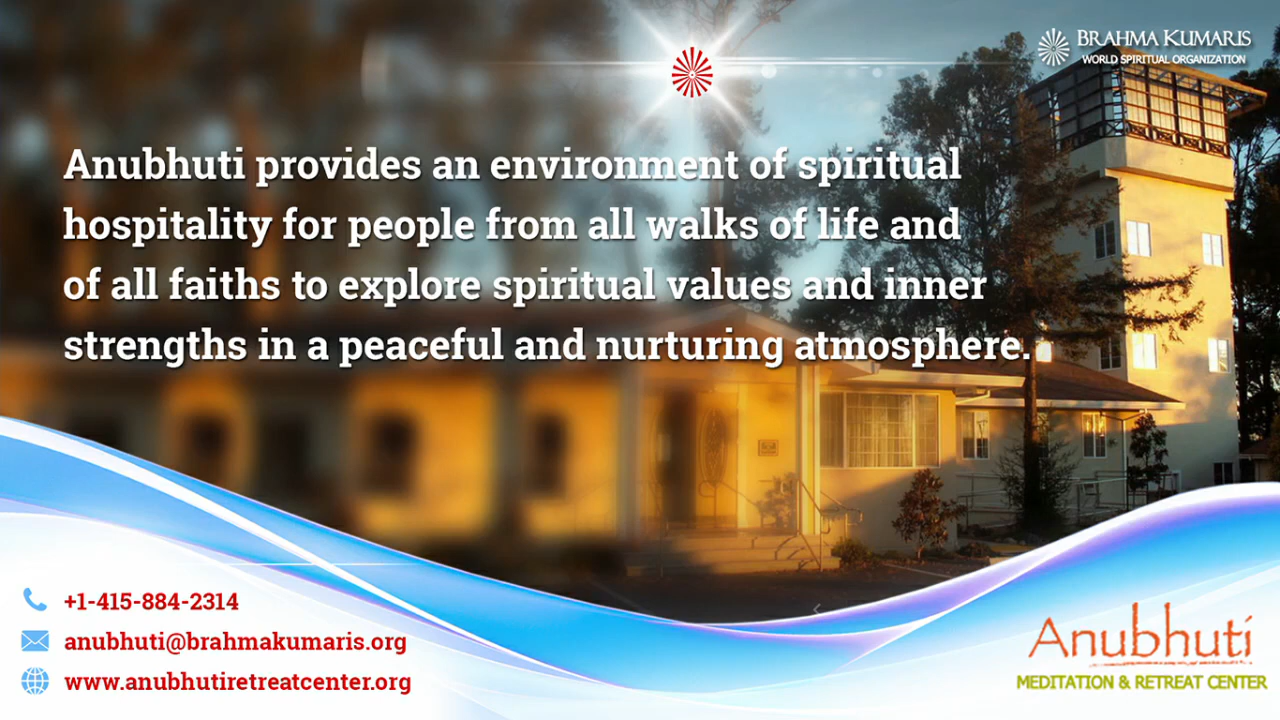 BRAHMA KUMARIS
WORLD SPIRITUAL ORGANIZATION
Anubhuti provides an environment of spiritual
hospitality for people from all walks of life and
of all faiths to explore spiritual values and inner
strengths in a peaceful and nurturing atmosphere.
+1-415-884-2314
anubhuti@brahmakumaris.org
www.anubhutiretreatcenter.org
Anubhuti
MEDITATION & RETREAT CENTER